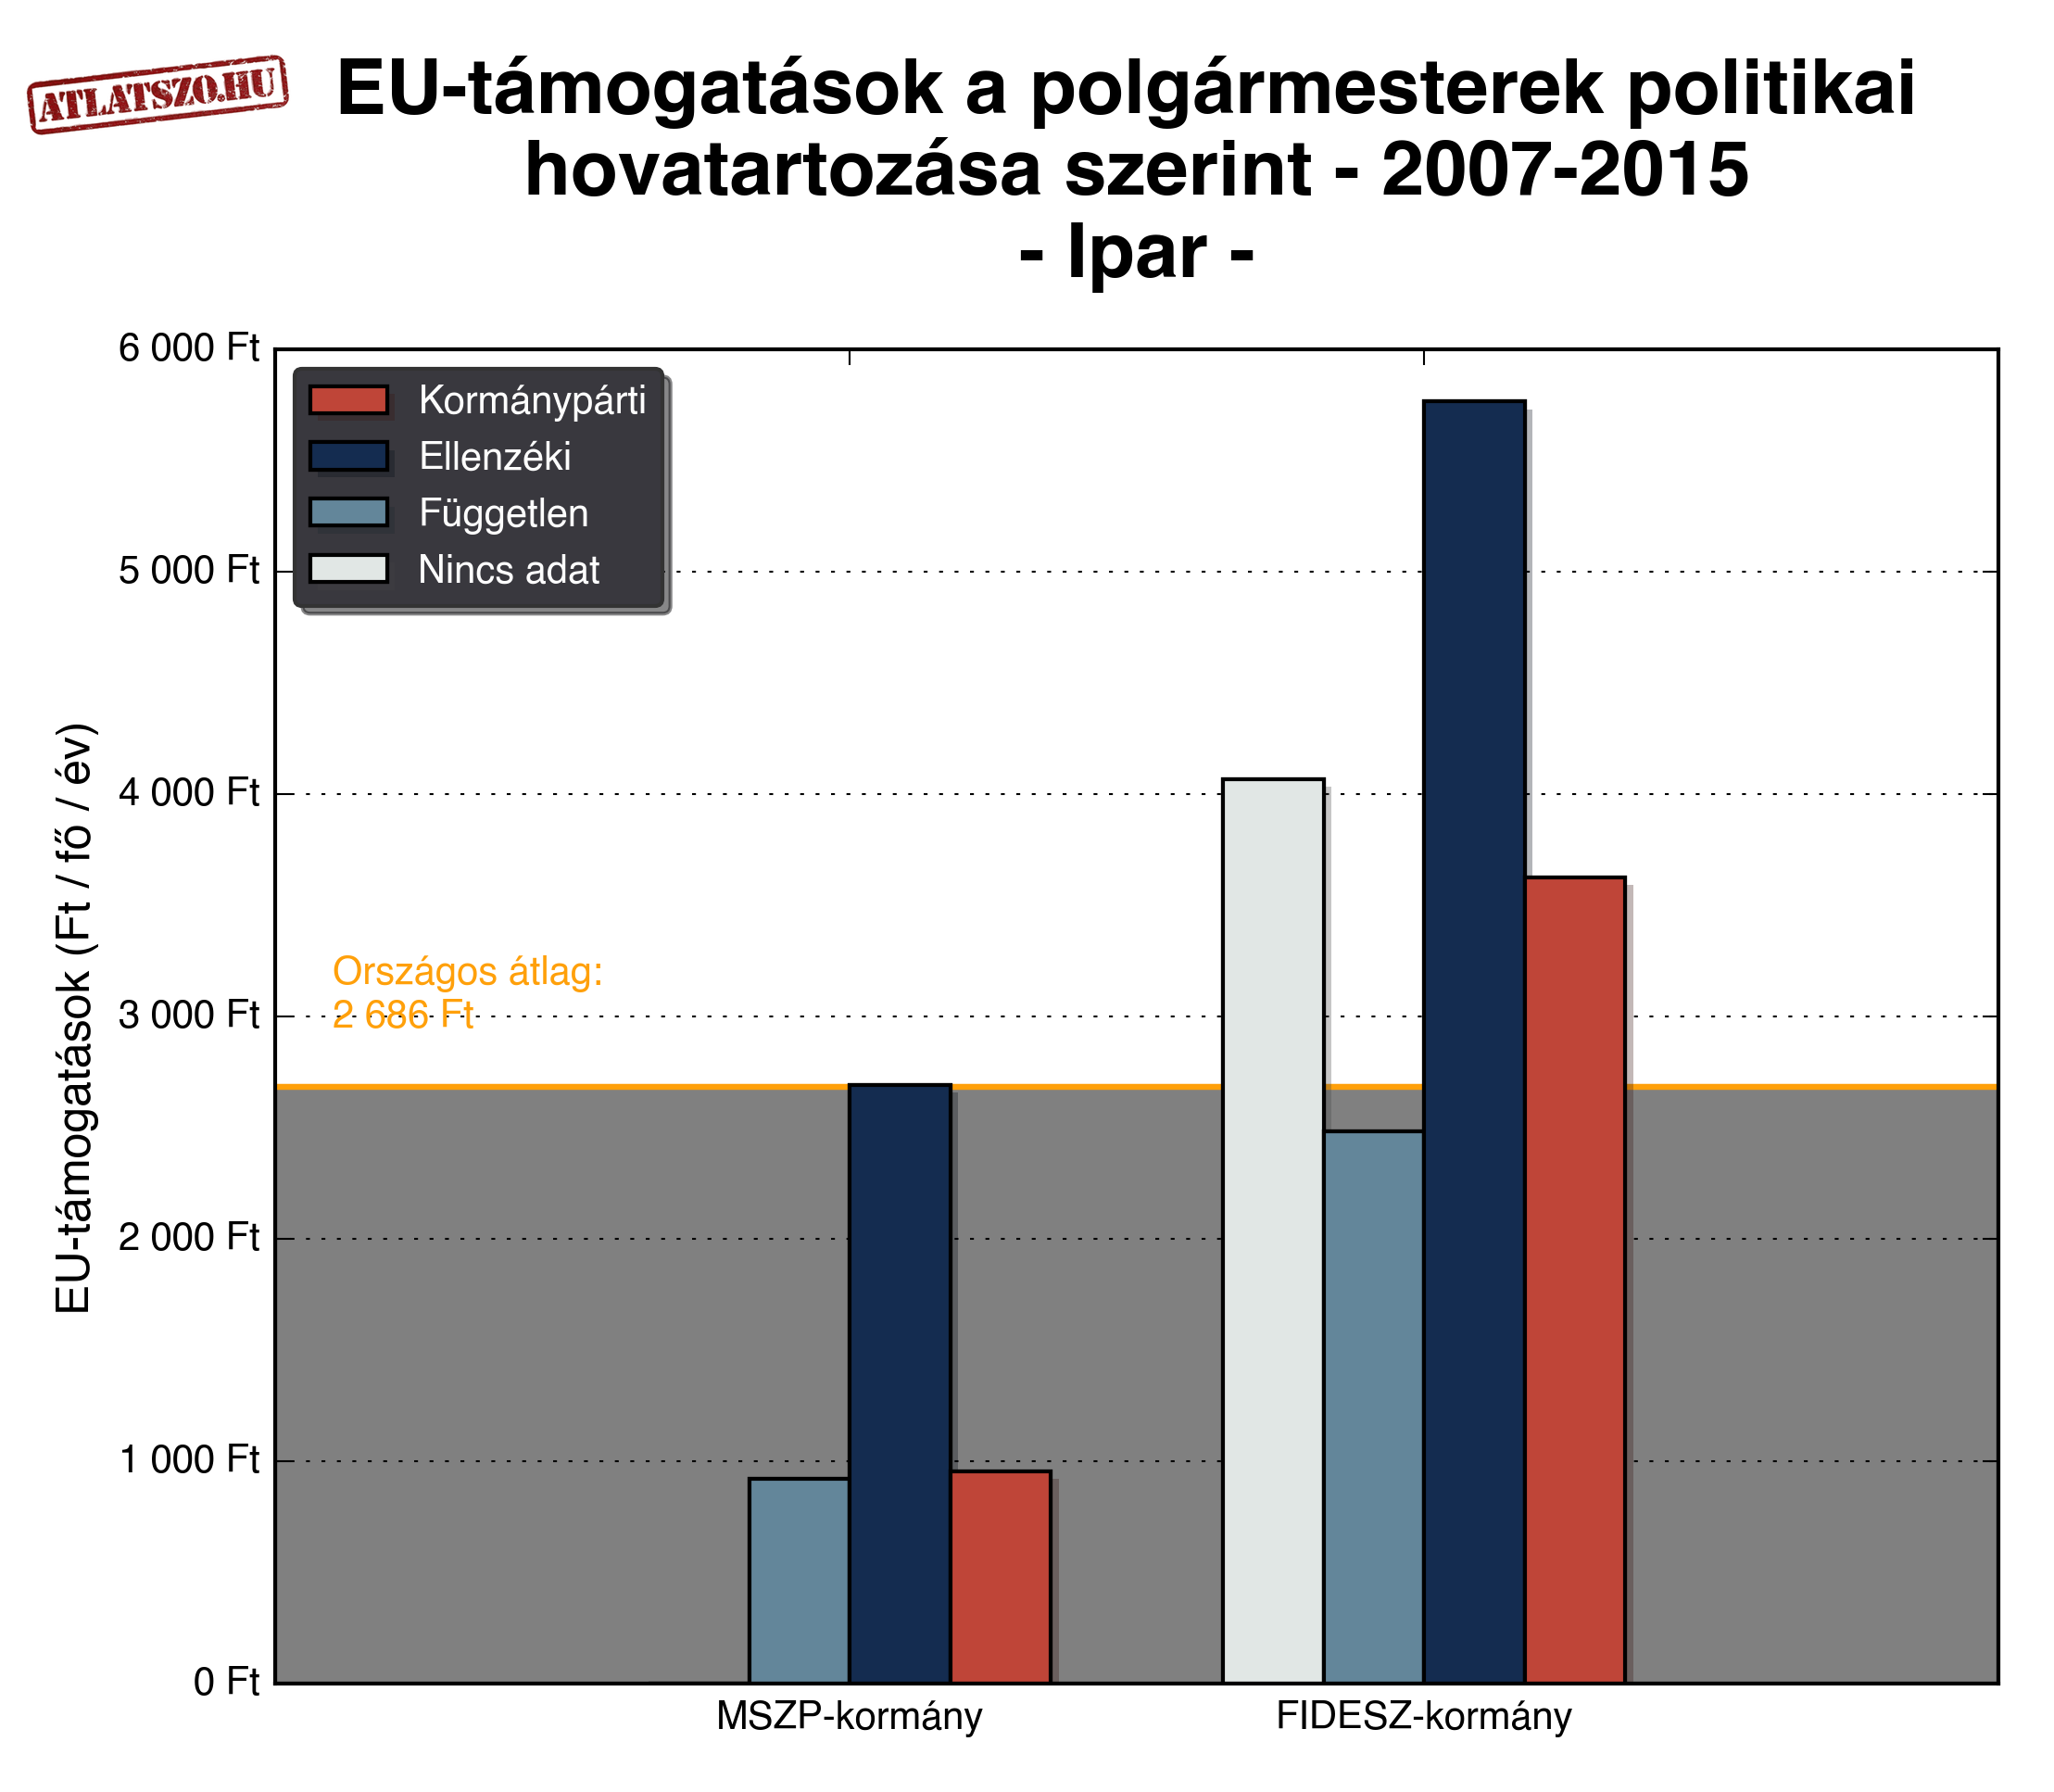 ATLATSZO.HU
EU-támogatások a polgármesterek politikai
hovatartozása szerint - 2007-2015
- Ipar -
6 000 Ft
5 000 Ft
4 000 Ft
3 000 Ft
2 000 Ft
1 000 Ft
0 Ft
EU-támogatások (Ft / fő / év)
Kormánypárti
Ellenzéki
Független
Nincs adat
Országos átlag:
2 686 Ft
MSZP-kormány
FIDESZ-kormány